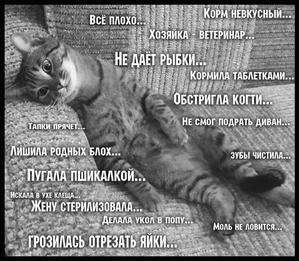 Всё плохо...
Корм невкусный...
Хозяйка - ветеринар...
Не даёт рыбки...
Кормила таблетками...
Обстригла когти...
Тапки прячет...
Не смог подрать диван...
Лишила родных блох...
зубы чистила...
Пугала пшикалкой...
Искала в ухе клеща...
Жену стерилизовала...
Делала укол в попу...
Моль не ловится...
грозилась отрезать яйки...